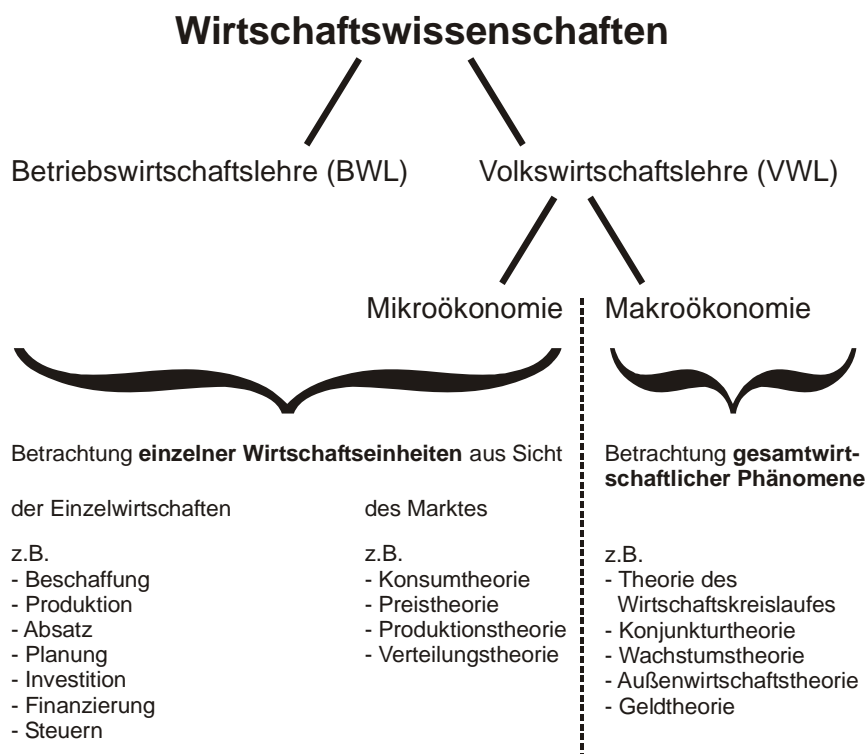 Wirtschaftswissenschaften
Betriebswirtschaftslehre (BWL)
Volkswirtschaftslehre (VWL)
Mikroökonomie
Makroökonomie
Betrachtung einzelner Wirtschaftseinheiten aus Sicht
der Einzelwirtschaften
z.B.
- Beschaffung
- Produktion
- Absatz
- Planung
- Investition
- Finanzierung
- Steuern
des Marktes
z.B.
- Konsumtheorie
- Preistheorie
- Produktionstheorie
- Verteilungstheorie
Betrachtung gesamtwirt-
schaftlicher Phänomene
z.B.
- Theorie des
Wirtschaftskreislaufes
- Konjunkturtheorie
- Wachstumstheorie
- Außenwirtschaftstheorie
- Geldtheorie